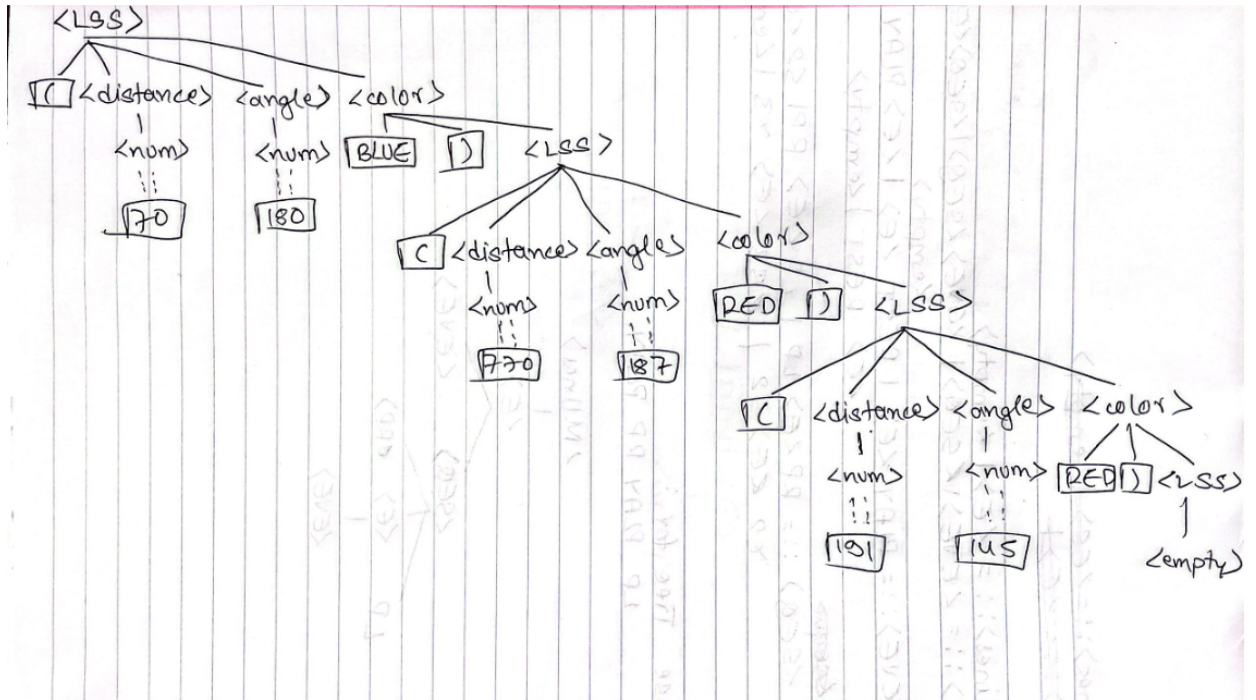 <LSS>
( <distance> <angle> <color>
<num> <num> BLUE ) <LSS>
70 180
( <distance> <angle> <color>
<num> <num> RED ) <LSS>
770 187
( <distance> <angle> <color>
<num> <num> RED ) <LSS>
191 145
<empty>